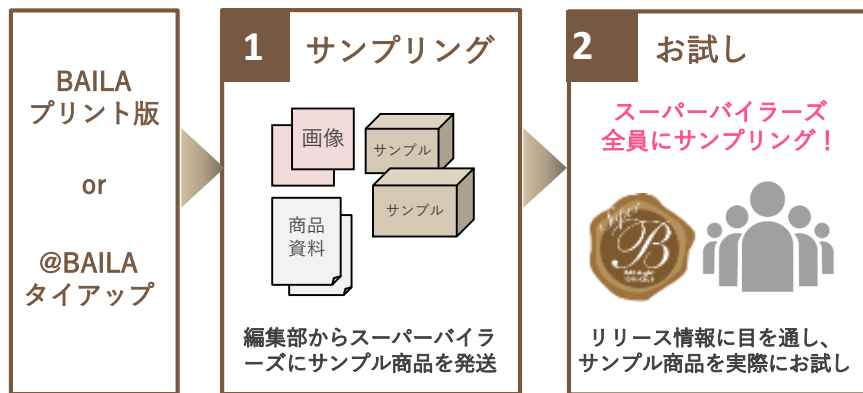 BAILA
プリント版
or
@BAILA
タイアップ
1 サンプリング
画像
サンプル
サンプル
商品
資料
編集部からスーパーバイラ
ーズにサンプル商品を発送
2 お試し
スーパーバイラーズ
全員にサンプリング！
Super
B
リリース情報に目を通し、
サンプル商品を実際にお試し